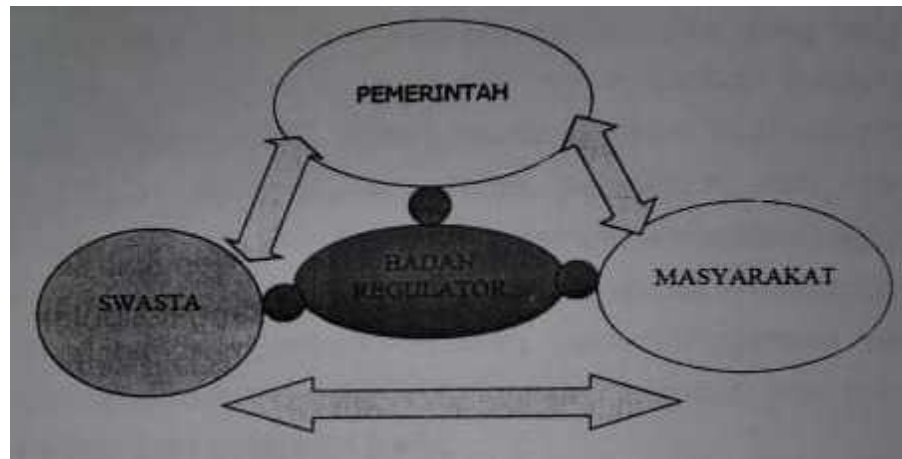 PEMERINTAH
BADAN
REGULATOR
SWASTA
MASYARAKAT